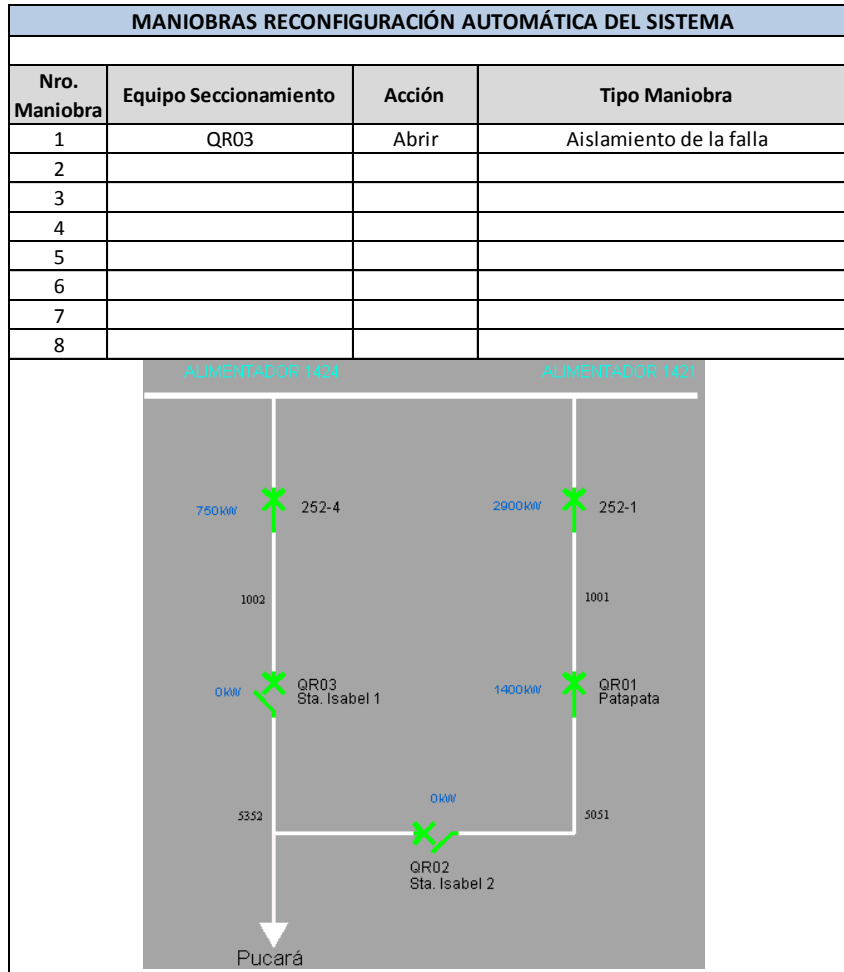 MANIOBRAS RECONFIGURACIÓN AUTOMÁTICA DEL SISTEMA
Nro. Maniobra Equipo Seccionamiento Acción Tipo Maniobra
1 QR03 Abrir Aislamiento de la falla
2
3
4
5
6
7
8
ALIMENTADOR 1424 ALIMENTADOR 1421
750kW 252-4 2900kW 252-1
1002 1001
0kW QR03 1400kW QR01
Sta. Isabel 1 Patapata
0kW
5352 5051
QR02
Sta. Isabel 2
Pucará